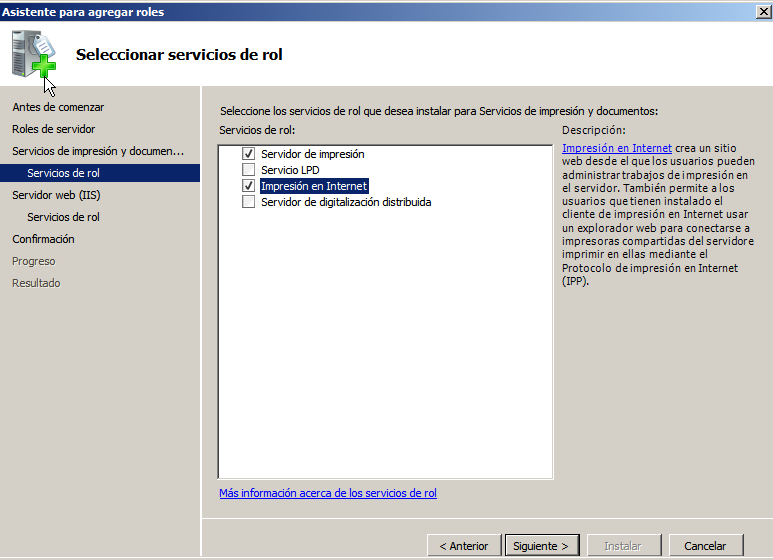 Asistente para agregar roles
Seleccionar servicios de rol
Antes de comenzar
Roles de servidor
Servicios de impresión y documen...
Servicios de rol
Servidor web (IIS)
Servicios de rol
Confirmación
Progreso
Resultado
Seleccione los servicios de rol que desea instalar para Servicios de impresión y documentos:
Servicios de rol:
Servidor de impresión
Servicio LPD
Impresión en Internet
Servidor de digitalización distribuida
Más información acerca de los servicios de rol
Descripción:
Impresión en Internet crea un sitio
web desde el que los usuarios pueden
administrar trabajos de impresión en
el servidor. También permite a los
usuarios que tienen instalado el
cliente de impresión en Internet usar
un explorador web para conectarse a
impresoras compartidas del servidor e
imprimir en ellas mediante el
Protocolo de impresión en Internet
(IPP).
< Anterior
Siguiente >
Instalar
Cancelar